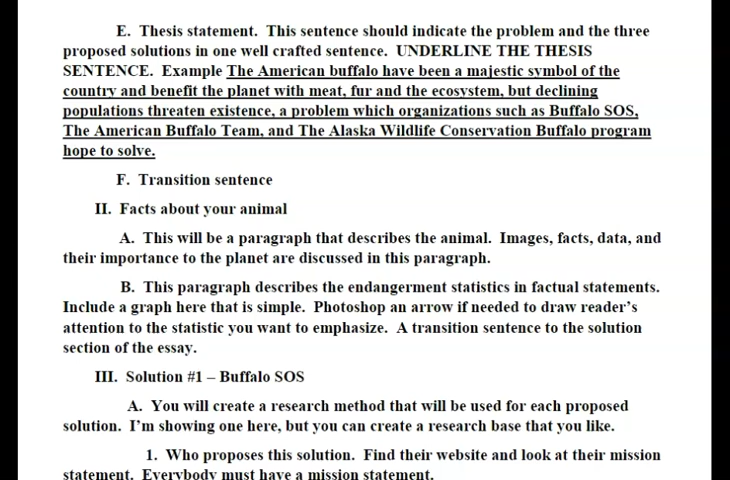 E. Thesis statement. This sentence should indicate the problem and the three
proposed solutions in one well crafted sentence. UNDERLINE THE THESIS
SENTENCE. Example The American buffalo have been a majestic symbol of the
country and benefit the planet with meat, fur and the ecosystem, but declining
populations threaten existence, a problem which organizations such as Buffalo SOS,
The American Buffalo Team, and The Alaska Wildlife Conservation Buffalo program
hope to solve.
F. Transition sentence
II. Facts about your animal
A. This will be a paragraph that describes the animal. Images, facts, data, and
their importance to the planet are discussed in this paragraph.
B. This paragraph describes the endangerment statistics in factual statements.
Include a graph here that is simple. Photoshop an arrow if needed to draw reader's
attention to the statistic you want to emphasize. A transition sentence to the solution
section of the essay.
III. Solution #1 – Buffalo SOS
A. You will create a research method that will be used for each proposed
solution. I'm showing one here, but you can create a research base that you like.
1. Who proposes this solution. Find their website and look at their mission
statement. Everybody must have a mission statement.